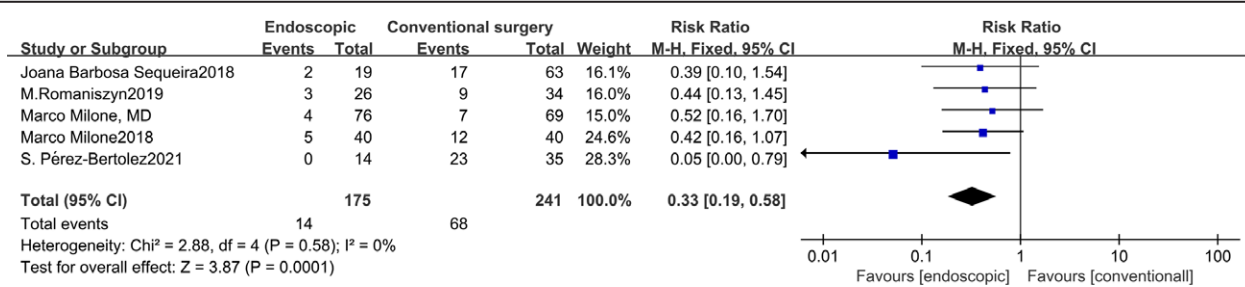 Endoscopic Conventional surgery Risk Ratio Risk Ratio
Study or Subgroup Events Total Events Total Weight M-H, Fixed, 95% CI M-H, Fixed, 95% CI
Joana Barbosa Sequeira2018 2 19 17 63 16.1% 0.39 [0.10, 1.54]
M.Romaniszyn2019 3 26 9 34 16.0% 0.44 [0.13, 1.45]
Marco Milone, MD 4 76 7 69 15.0% 0.52 [0.16, 1.70]
Marco Milone2018 5 40 12 40 24.6% 0.42 [0.16, 1.07]
S. Pérez-Bertolez2021 0 14 23 35 28.3% 0.05 [0.00, 0.79]
Total (95% CI) 175 241 100.0% 0.33 [0.19, 0.58]
Total events 14 68
Heterogeneity: Chi² = 2.88, df = 4 (P = 0.58); I² = 0%
Test for overall effect: Z = 3.87 (P = 0.0001)
0.01 0.1 1 10 100
Favours [endoscopic] Favours [conventionall]